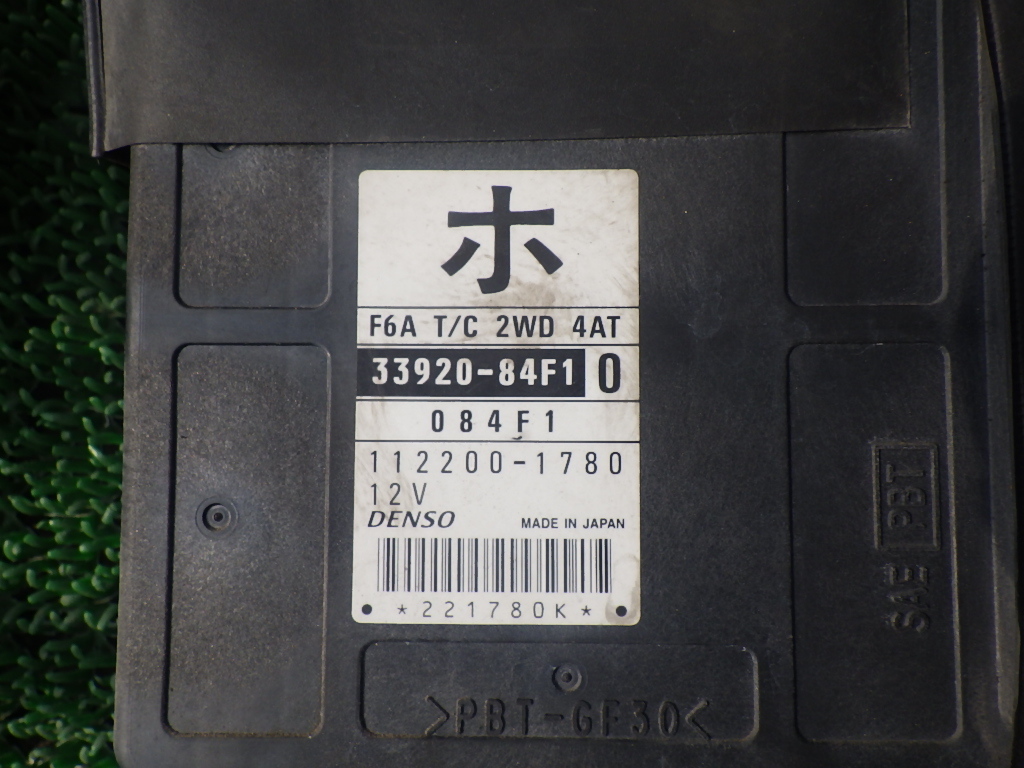 ホ
F6A T/C 2WD 4AT
33920-84F1 0
084F1
112200-1780
12V
DENSO MADE IN JAPAN
*221780K*
SAE PBT
>PBT-GF30<